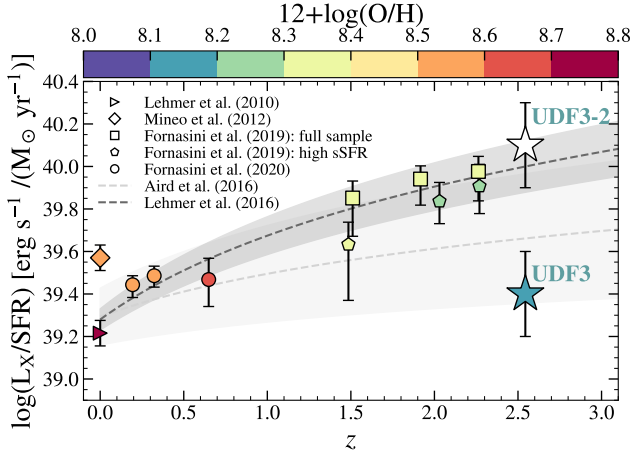 12+log(O/H)
8.0 8.1 8.2 8.3 8.4 8.5 8.6 8.7 8.8
log(L_X/SFR) [erg s⁻¹ /(M_⊙ yr⁻¹)]
40.4
40.2
40.0
39.8
39.6
39.4
39.2
39.0
Lehmer et al. (2010)
Mineo et al. (2012)
Fornasini et al. (2019): full sample
Fornasini et al. (2019): high sSFR
Fornasini et al. (2020)
Aird et al. (2016)
Lehmer et al. (2016)
UDF3-2
UDF3
0.0 0.5 1.0 1.5 2.0 2.5 3.0
z